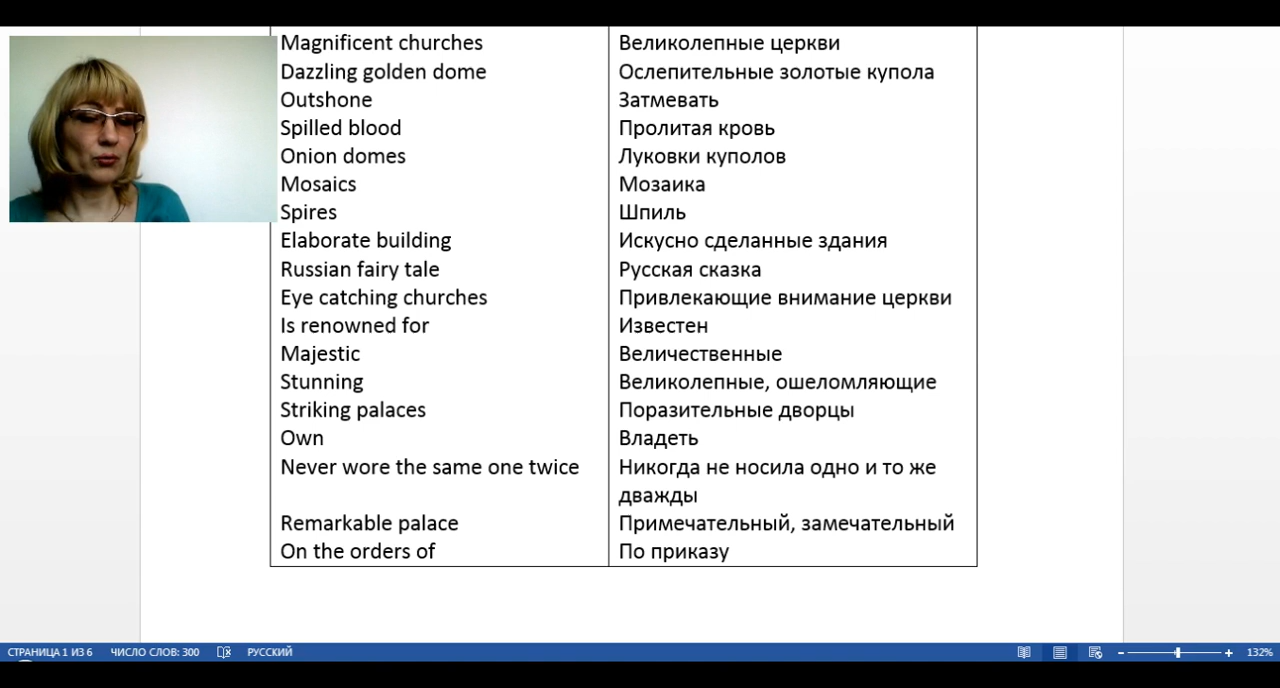 Magnificent churches Великолепные церкви
Dazzling golden dome Ослепительные золотые купола
Outshone Затмевать
Spilled blood Пролитая кровь
Onion domes Луковки куполов
Mosaics Мозаика
Spires Шпиль
Elaborate building Искусно сделанные здания
Russian fairy tale Русская сказка
Eye catching churches Привлекающие внимание церкви
Is renowned for Известен
Majestic Величественные
Stunning Великолепные, ошеломляющие
Striking palaces Поразительные дворцы
Own Владеть
Never wore the same one twice Никогда не носила одно и то же
дважды
Remarkable palace Примечательный, замечательный
On the orders of По приказу
СТРАНИЦА 1 ИЗ 6 ЧИСЛО СЛОВ: 300 РУССКИЙ 132%